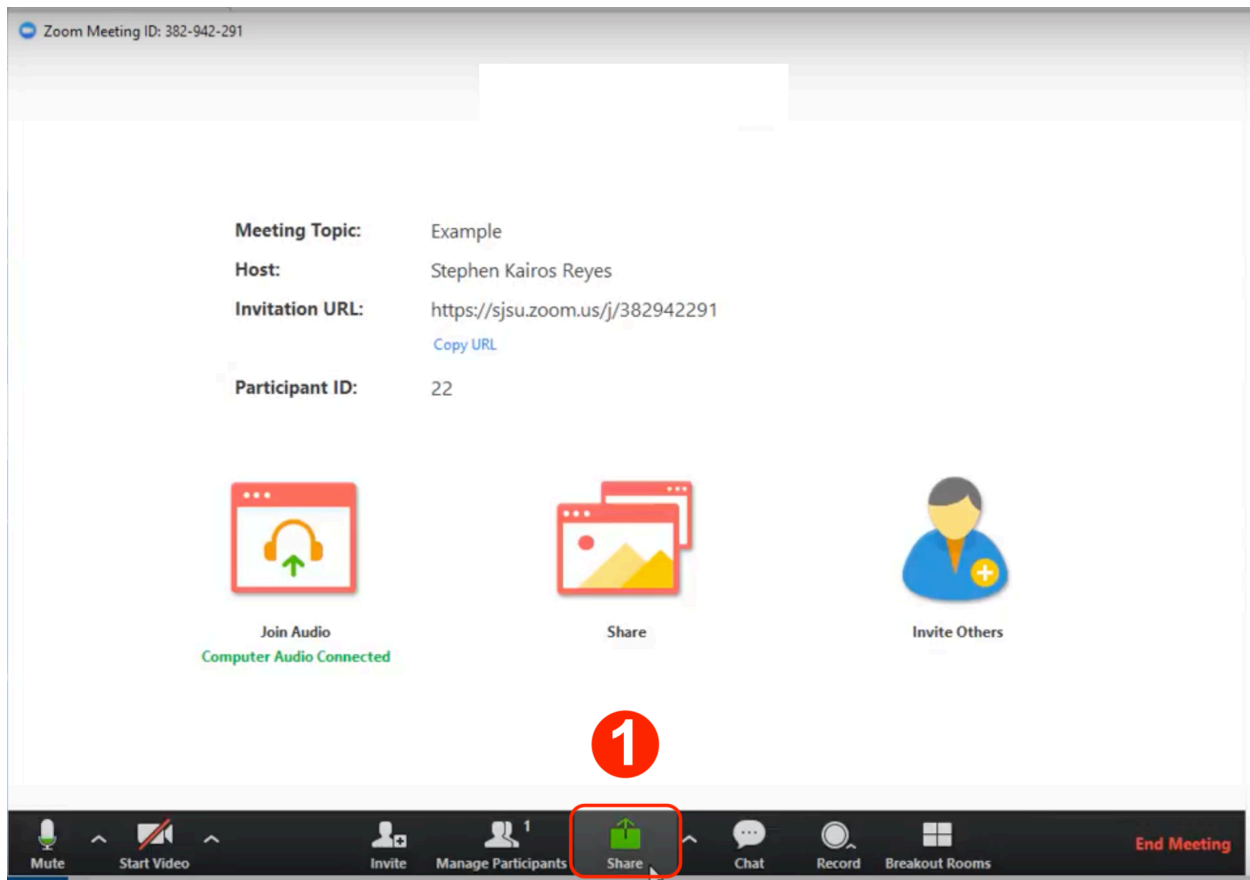 Zoom Meeting ID: 382-942-291
Meeting Topic: Example
Host: Stephen Kairos Reyes
Invitation URL: https://sjsu.zoom.us/j/382942291
Copy URL
Participant ID: 22
Join Audio Share Invite Others
Computer Audio Connected
1
1
Mute Start Video Invite Manage Participants Share Chat Record Breakout Rooms End Meeting